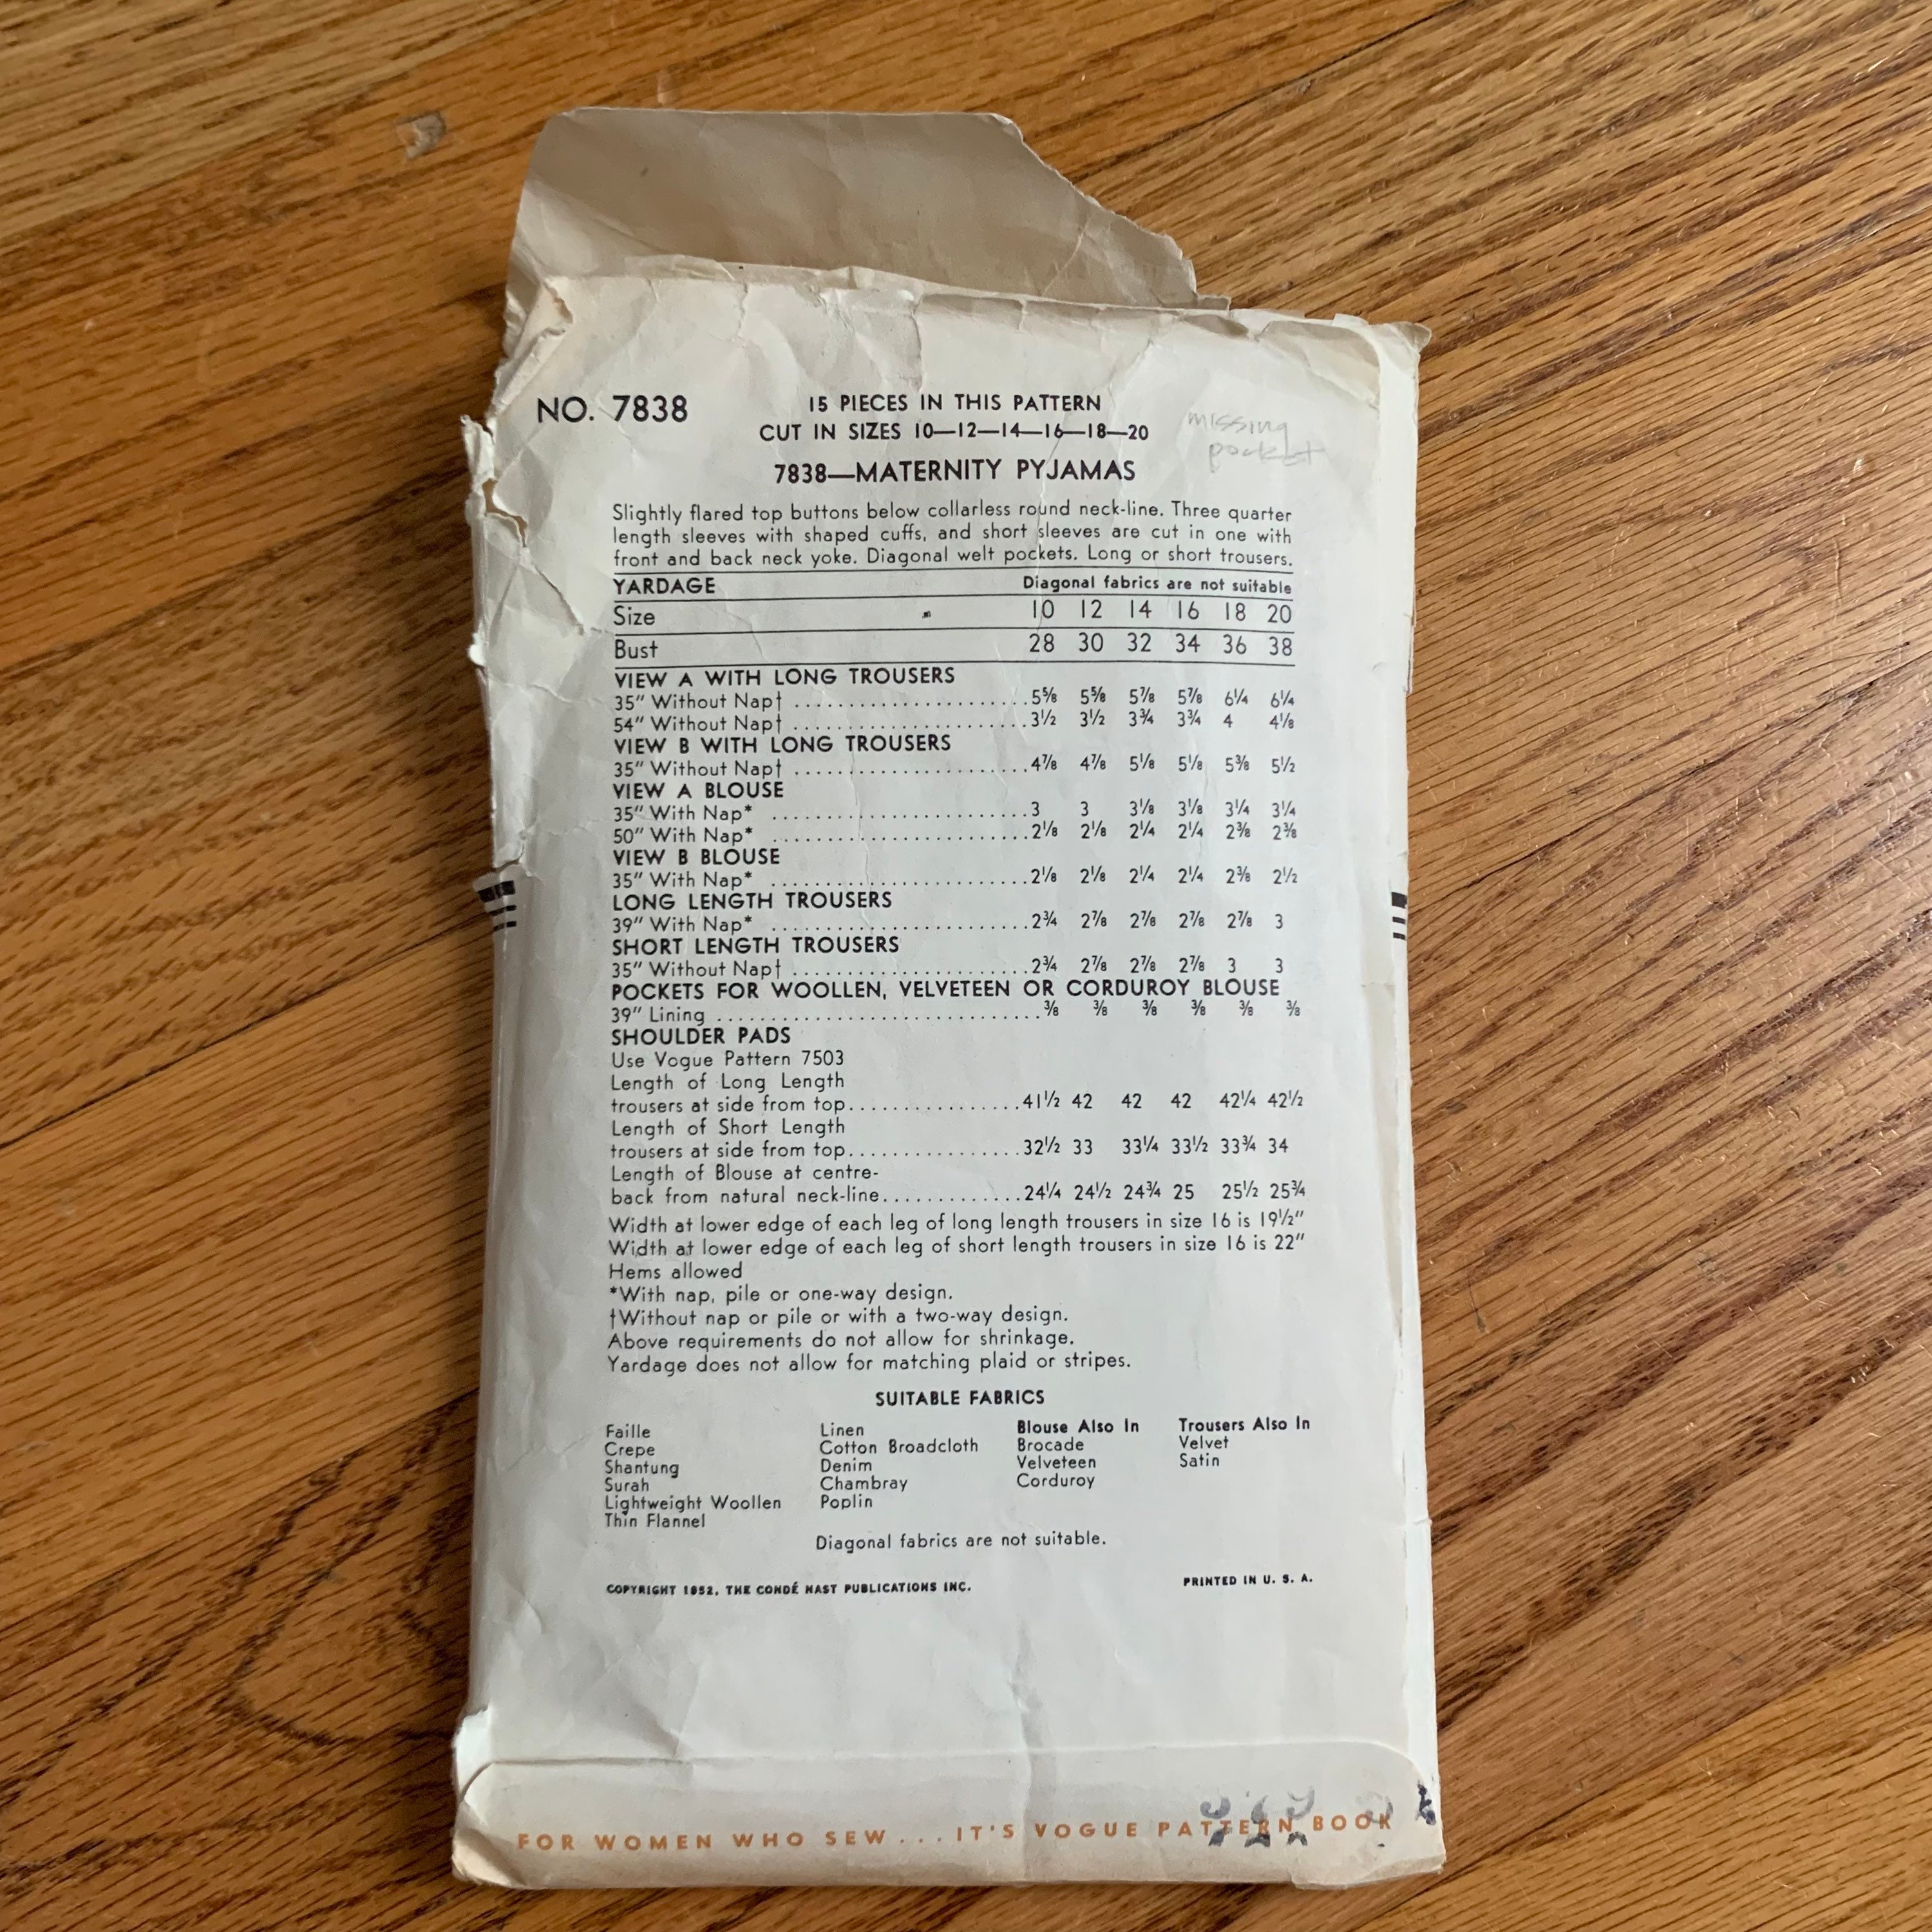 NO. 7838
15 PIECES IN THIS PATTERN
CUT IN SIZES 10—12—14—16—18—20
missing
pocket
7838—MATERNITY PYJAMAS
Slightly flared top buttons below collarless round neck-line. Three quarter
length sleeves with shaped cuffs, and short sleeves are cut in one with
front and back neck yoke. Diagonal welt pockets. Long or short trousers.
YARDAGE Diagonal fabrics are not suitable
Size 10 12 14 16 18 20
Bust 28 30 32 34 36 38
VIEW A WITH LONG TROUSERS
35" Without Nap† ........................ 5⅝ 5⅝ 5⅞ 5⅞ 6¼ 6¼
54" Without Nap† ........................ 3½ 3½ 3¾ 3¾ 4 4⅛
VIEW B WITH LONG TROUSERS
35" Without Nap† ........................ 4⅞ 4⅞ 5⅛ 5⅛ 5⅜ 5½
VIEW A BLOUSE
35" With Nap* .......................... 3 3 3⅛ 3⅛ 3¼ 3¼
50" With Nap* .......................... 2⅛ 2⅛ 2¼ 2¼ 2⅜ 2⅜
VIEW B BLOUSE
35" With Nap* .......................... 2⅛ 2⅛ 2¼ 2¼ 2⅜ 2½
LONG LENGTH TROUSERS
39" With Nap* .......................... 2¾ 2⅞ 2⅞ 2⅞ 2⅞ 3
SHORT LENGTH TROUSERS
35" Without Nap† ........................ 2¾ 2⅞ 2⅞ 2⅞ 3 3
POCKETS FOR WOOLLEN, VELVETEEN OR CORDUROY BLOUSE
39" Lining ................................ ⅜ ⅜ ⅜ ⅜ ⅜ ⅜
SHOULDER PADS
Use Vogue Pattern 7503
Length of Long Length
trousers at side from top................. 41½ 42 42 42 42¼ 42½
Length of Short Length
trousers at side from top................. 32½ 33 33¼ 33½ 33¾ 34
Length of Blouse at centre-
back from natural neck-line............. 24¼ 24½ 24¾ 25 25½ 25¾
Width at lower edge of each leg of long length trousers in size 16 is 19½"
Width at lower edge of each leg of short length trousers in size 16 is 22"
Hems allowed
*With nap, pile or one-way design.
†Without nap or pile or with a two-way design.
Above requirements do not allow for shrinkage.
Yardage does not allow for matching plaid or stripes.
SUITABLE FABRICS
Faille
Crepe
Shantung
Surah
Lightweight Woollen
Thin Flannel
Linen
Cotton Broadcloth
Denim
Chambray
Poplin
Blouse Also In
Brocade
Velveteen
Corduroy
Trousers Also In
Velvet
Satin
Diagonal fabrics are not suitable.
COPYRIGHT 1952, THE CONDÉ NAST PUBLICATIONS INC.
PRINTED IN U. S. A.
FOR WOMEN WHO SEW...IT'S VOGUE PATTERN BOOK